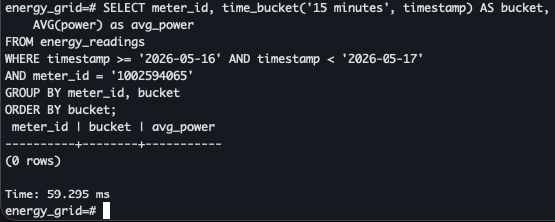 energy_grid=# SELECT meter_id, time_bucket('15 minutes', timestamp) AS bucket,
    AVG(power) as avg_power
FROM energy_readings
WHERE timestamp >= '2026-05-16' AND timestamp < '2026-05-17'
AND meter_id = '1002594065'
GROUP BY meter_id, bucket
ORDER BY bucket;
 meter_id | bucket | avg_power
----------+--------+-----------
(0 rows)

Time: 59.295 ms
energy_grid=#